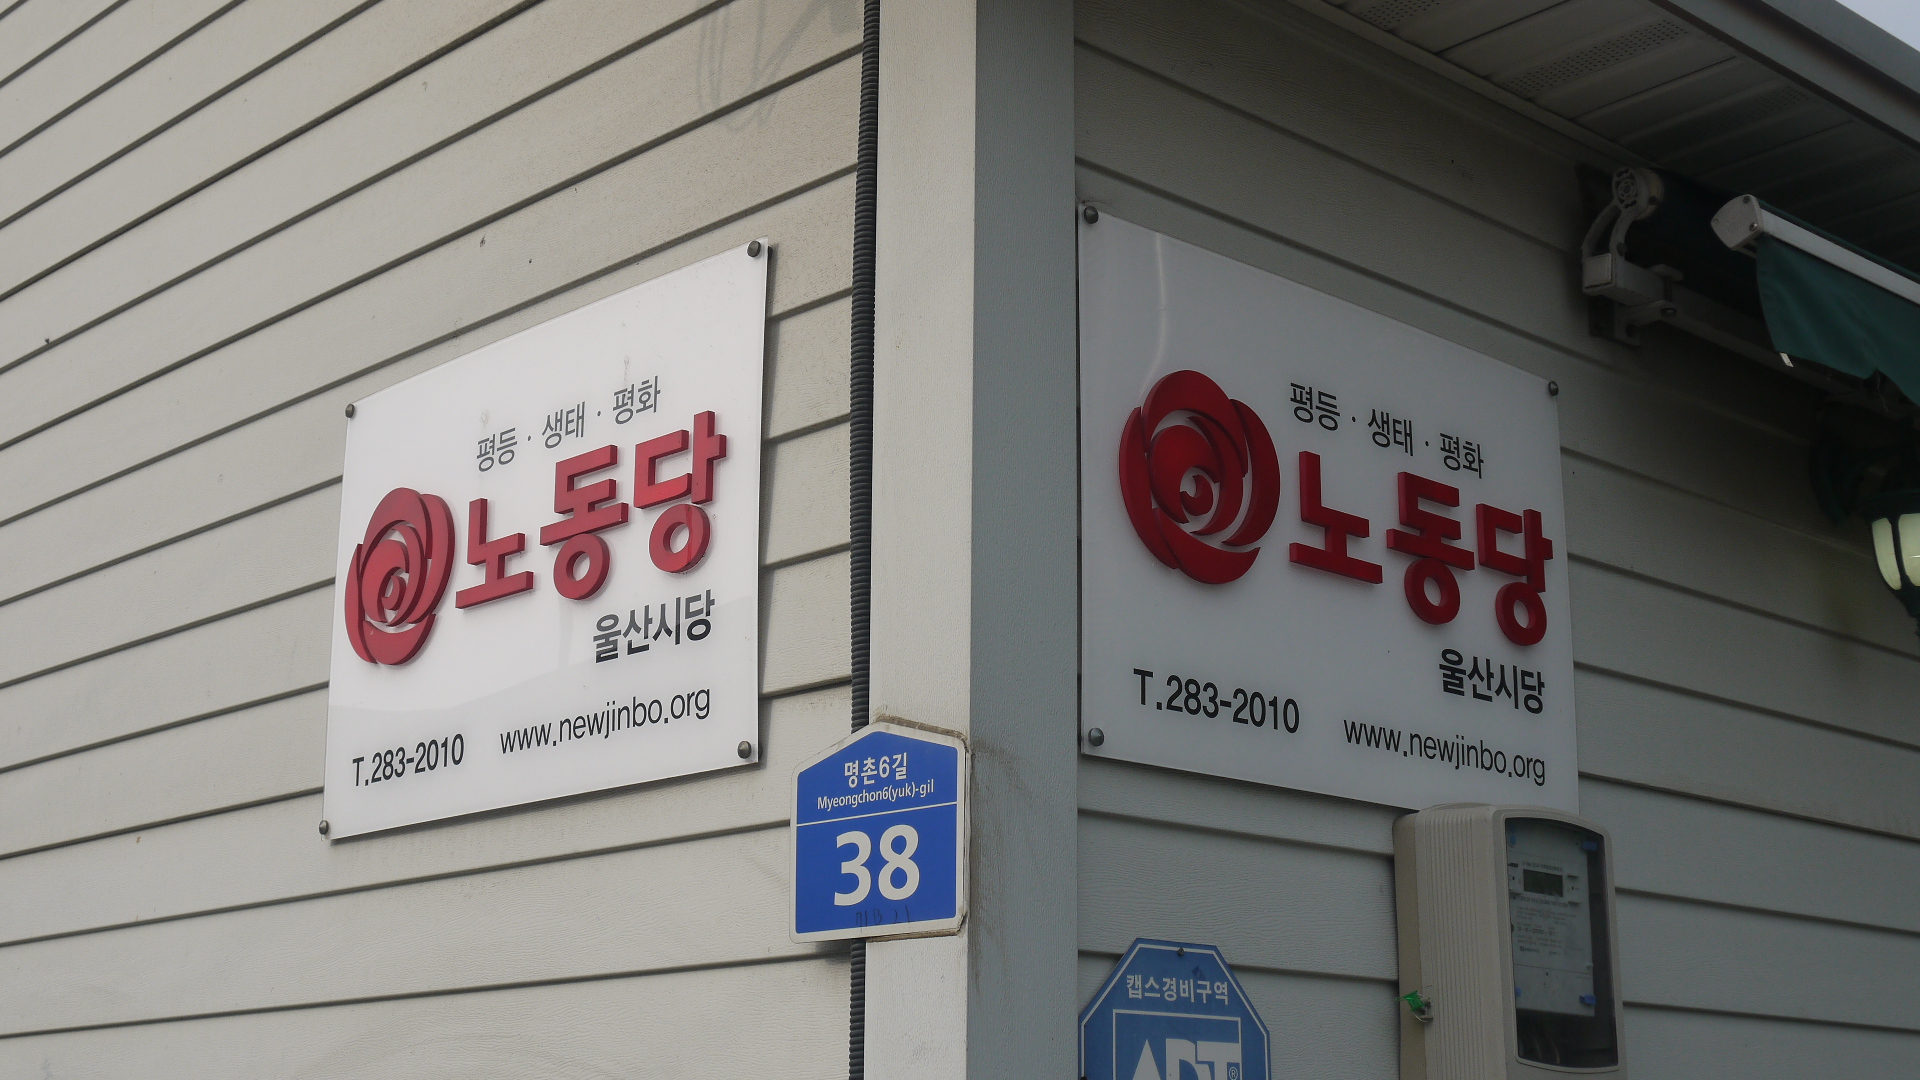 평등 · 생태 · 평화
노동당
울산시당
T.283-2010 www.newjinbo.org
평등 · 생태 · 평화
노동당
울산시당
T.283-2010 www.newjinbo.org
명촌6길
Myeongchon6(yuk)-gil
38
캡스경비구역
ADT